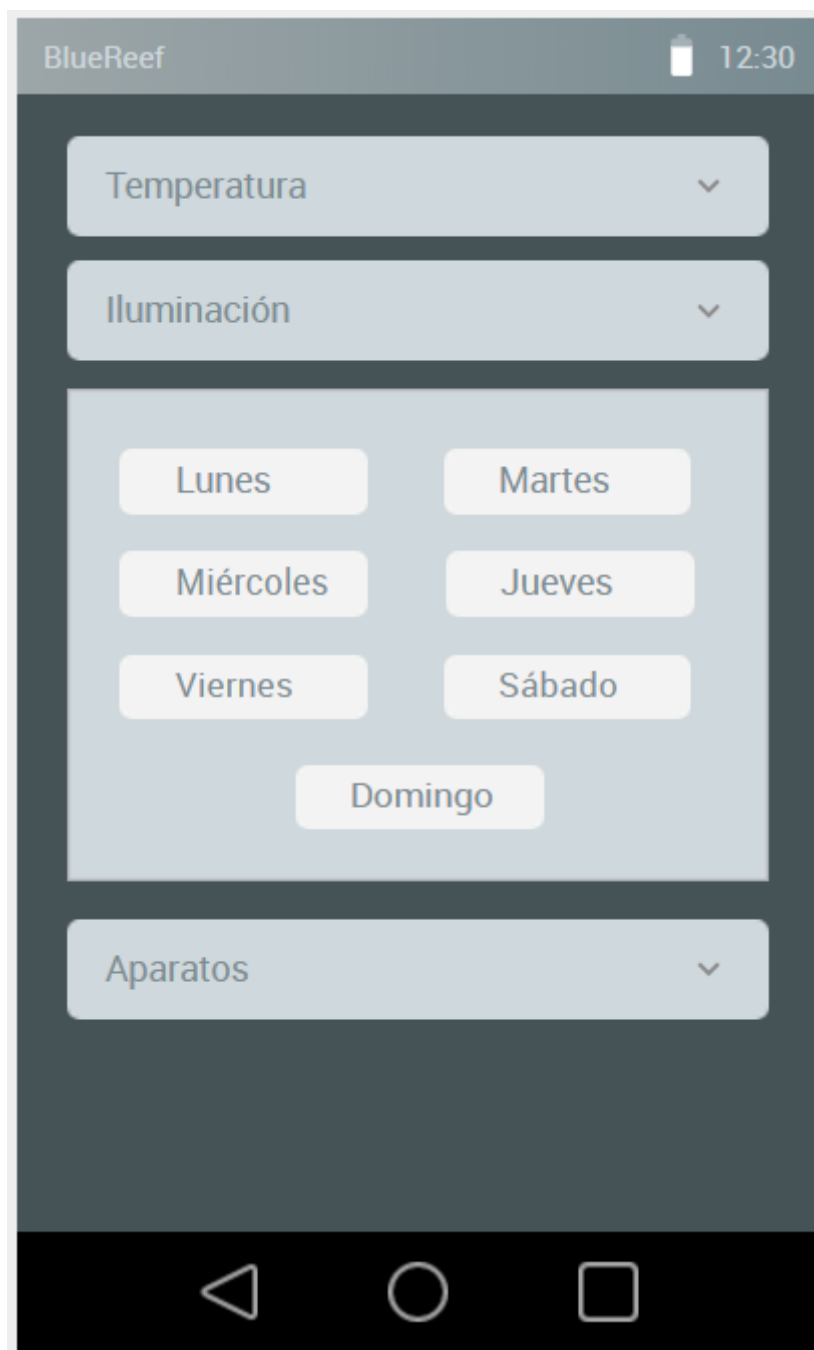 BlueReef 12:30
Temperatura
Iluminación
Lunes Martes
Miércoles Jueves
Viernes Sábado
Domingo
Aparatos